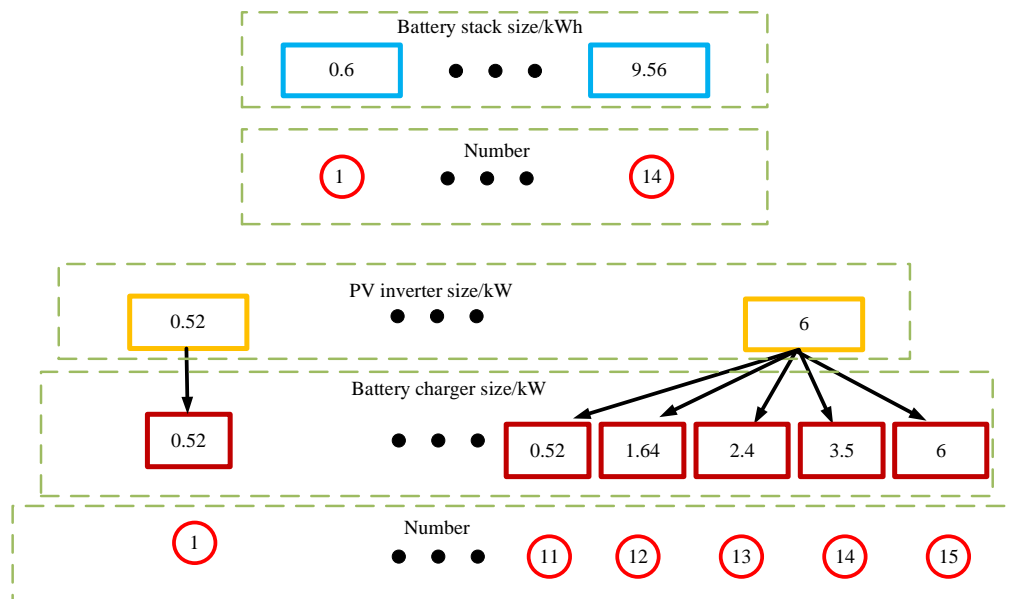 Battery stack size/kWh
0.6 9.56
Number
1 14
PV inverter size/kW
0.52 6
Battery charger size/kW
0.52 0.52 1.64 2.4 3.5 6
Number
1 11 12 13 14 15